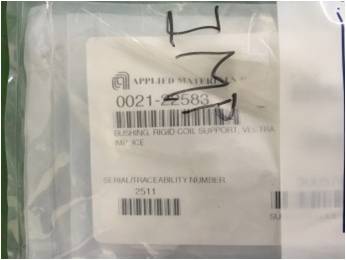 APPLIED MATERIALS
0021-22583
BUSHING, RIGID COIL SUPPORT, VECTRA
IMP, ICE
SERIAL/TRACEABILITY NUMBER
2511